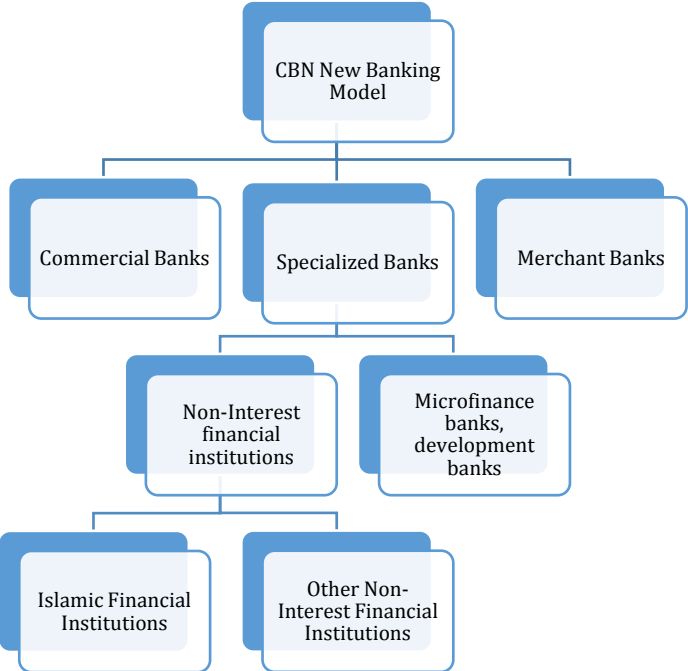 CBN New Banking
Model
Commercial Banks
Specialized Banks
Merchant Banks
Non-Interest
financial
institutions
Microfinance
banks,
development
banks
Islamic Financial
Institutions
Other Non-
Interest Financial
Institutions